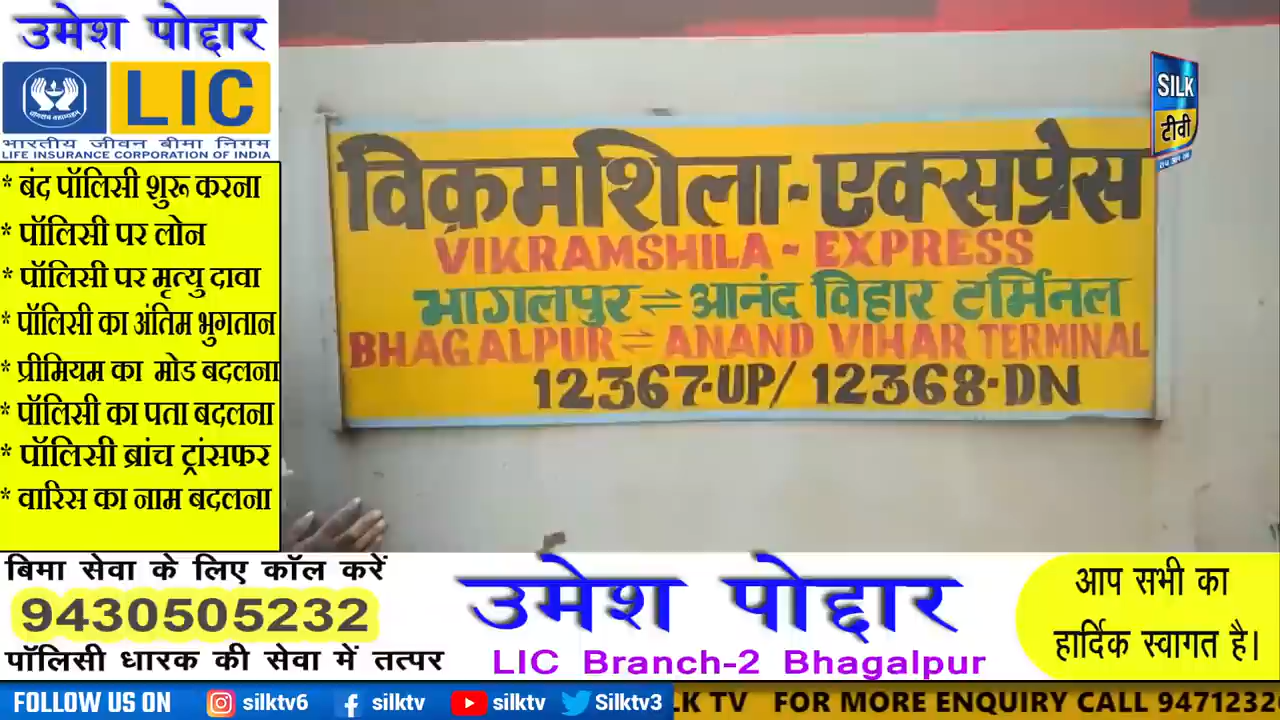 उमेश पोद्दार
LIC
भारतीय जीवन बीमा निगम
LIFE INSURANCE CORPORATION OF INDIA
* बंद पॉलिसी शुरू करना
* पॉलिसी पर लोन
* पॉलिसी पर मृत्यु दावा
* पॉलिसी का अंतिम भुगतान
* प्रीमियम का मोड बदलना
* पॉलिसी का पता बदलना
* पॉलिसी ब्रांच ट्रांसफर
* वारिस का नाम बदलना
SILK
टीवी
विक्रमशिला-एक्सप्रेस
VIKRAMSHILA - EXPRESS
भागलपुर ⇌ आनंद विहार टर्मिनल
BHAGALPUR ⇌ ANAND VIHAR TERMINAL
12367-UP/ 12368-DN
बिमा सेवा के लिए कॉल करें
9430505232
पॉलिसी धारक की सेवा में तत्पर
उमेश पोद्दार
LIC Branch-2 Bhagalpur
आप सभी का
हार्दिक स्वागत है।
FOLLOW US ON silktv6 silktv silktv Silktv3 LK TV FOR MORE ENQUIRY CALL 9471232